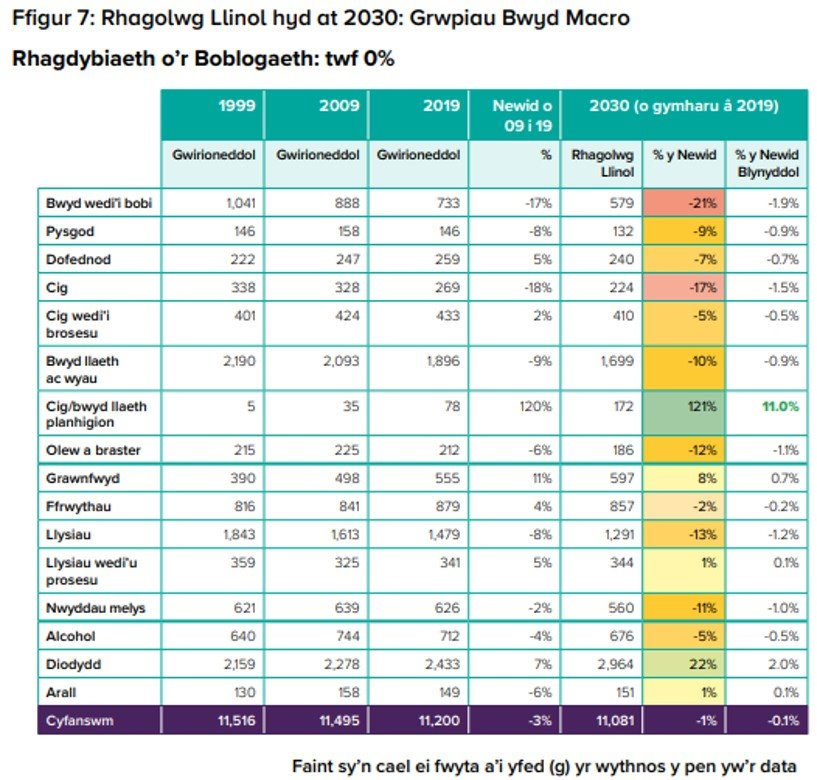 Ffigur 7: Rhagolwg Llinol hyd at 2030: Grwpiau Bwyd Macro
Rhagdybiaeth o’r Boblogaeth: twf 0%
1999 2009 2019 Newid o 09 i 19 2030 (o gymharu â 2019)
Gwirioneddol Gwirioneddol Gwirioneddol % Rhagolwg Llinol % y Newid % y Newid Blynyddol
Bwyd wedi’i bobi 1,041 888 733 -17% 579 -21% -1.9%
Pysgod 146 158 146 -8% 132 -9% -0.9%
Dofednod 222 247 259 5% 240 -7% -0.7%
Cig 338 328 269 -18% 224 -17% -1.5%
Cig wedi’i brosesu 401 424 433 2% 410 -5% -0.5%
Bwyd llaeth ac wyau 2,190 2,093 1,896 -9% 1,699 -10% -0.9%
Cig/bwyd llaeth planhigion 5 35 78 120% 172 121% 11.0%
Olew a braster 215 225 212 -6% 186 -12% -1.1%
Grawnfwyd 390 498 555 11% 597 8% 0.7%
Ffrwythau 816 841 879 4% 857 -2% -0.2%
Llysiau 1,843 1,613 1,479 -8% 1,291 -13% -1.2%
Llysiau wedi’u prosesu 359 325 341 5% 344 1% 0.1%
Nwyddau melys 621 639 626 -2% 560 -11% -1.0%
Alcohol 640 744 712 -4% 676 -5% -0.5%
Diodydd 2,159 2,278 2,433 7% 2,964 22% 2.0%
Arall 130 158 149 -6% 151 1% 0.1%
Cyfanswm 11,516 11,495 11,200 -3% 11,081 -1% -0.1%
Faint sy’n cael ei fwyta a’i yfed (g) yr wythnos y pen yw’r data